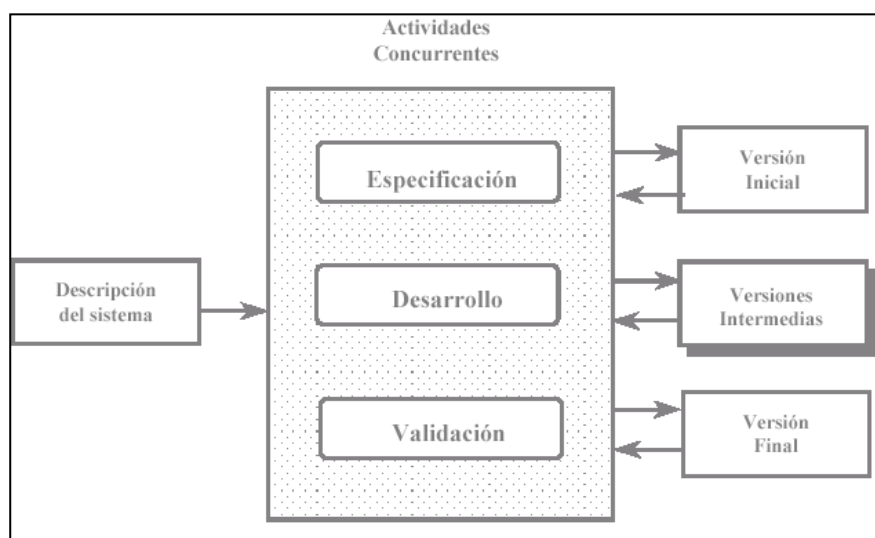 Actividades
Concurrentes
Especificación
Versión
Inicial
Descripción
del sistema
Desarrollo
Versiones
Intermedias
Validación
Versión
Final